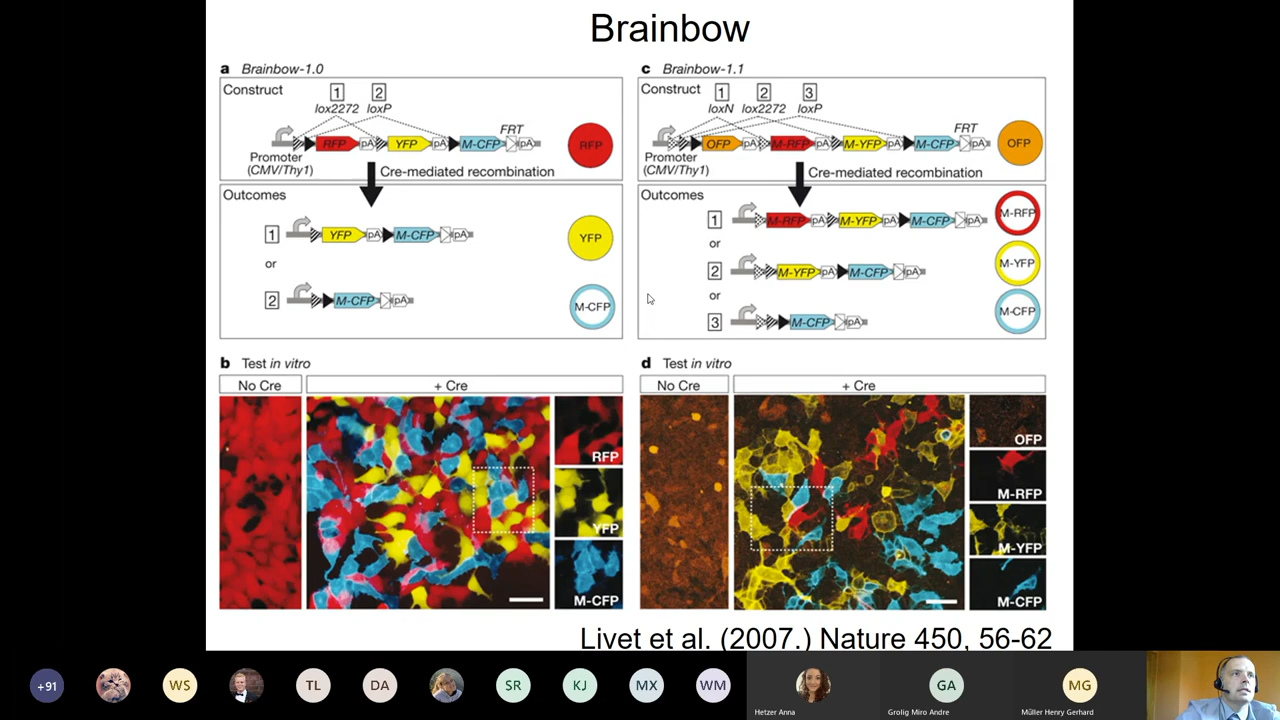 Brainbow
a Brainbow-1.0
Construct
1 2
lox2272 loxP
FRT
RFP pA YFP pA M-CFP pA
RFP
Promoter
(CMV/Thy1)
Cre-mediated recombination
Outcomes
1 YFP pA M-CFP pA
YFP
or
2 M-CFP pA
M-CFP
b Test in vitro
No Cre
+ Cre
RFP
YFP
M-CFP
c Brainbow-1.1
Construct
1 2 3
loxN lox2272 loxP
FRT
OFP pA M-RFP pA M-YFP pA M-CFP pA
OFP
Promoter
(CMV/Thy1)
Cre-mediated recombination
Outcomes
1 M-RFP pA M-YFP pA M-CFP pA
M-RFP
or
2 M-YFP pA M-CFP pA
M-YFP
or
3 M-CFP pA
M-CFP
d Test in vitro
No Cre
+ Cre
OFP
M-RFP
M-YFP
M-CFP
Livet et al. (2007.) Nature 450, 56-62
+91 WS TL DA SR KJ MX WM GA MG
Hetzer Anna
Grolig Miro Andre
Müller Henry Gerhard